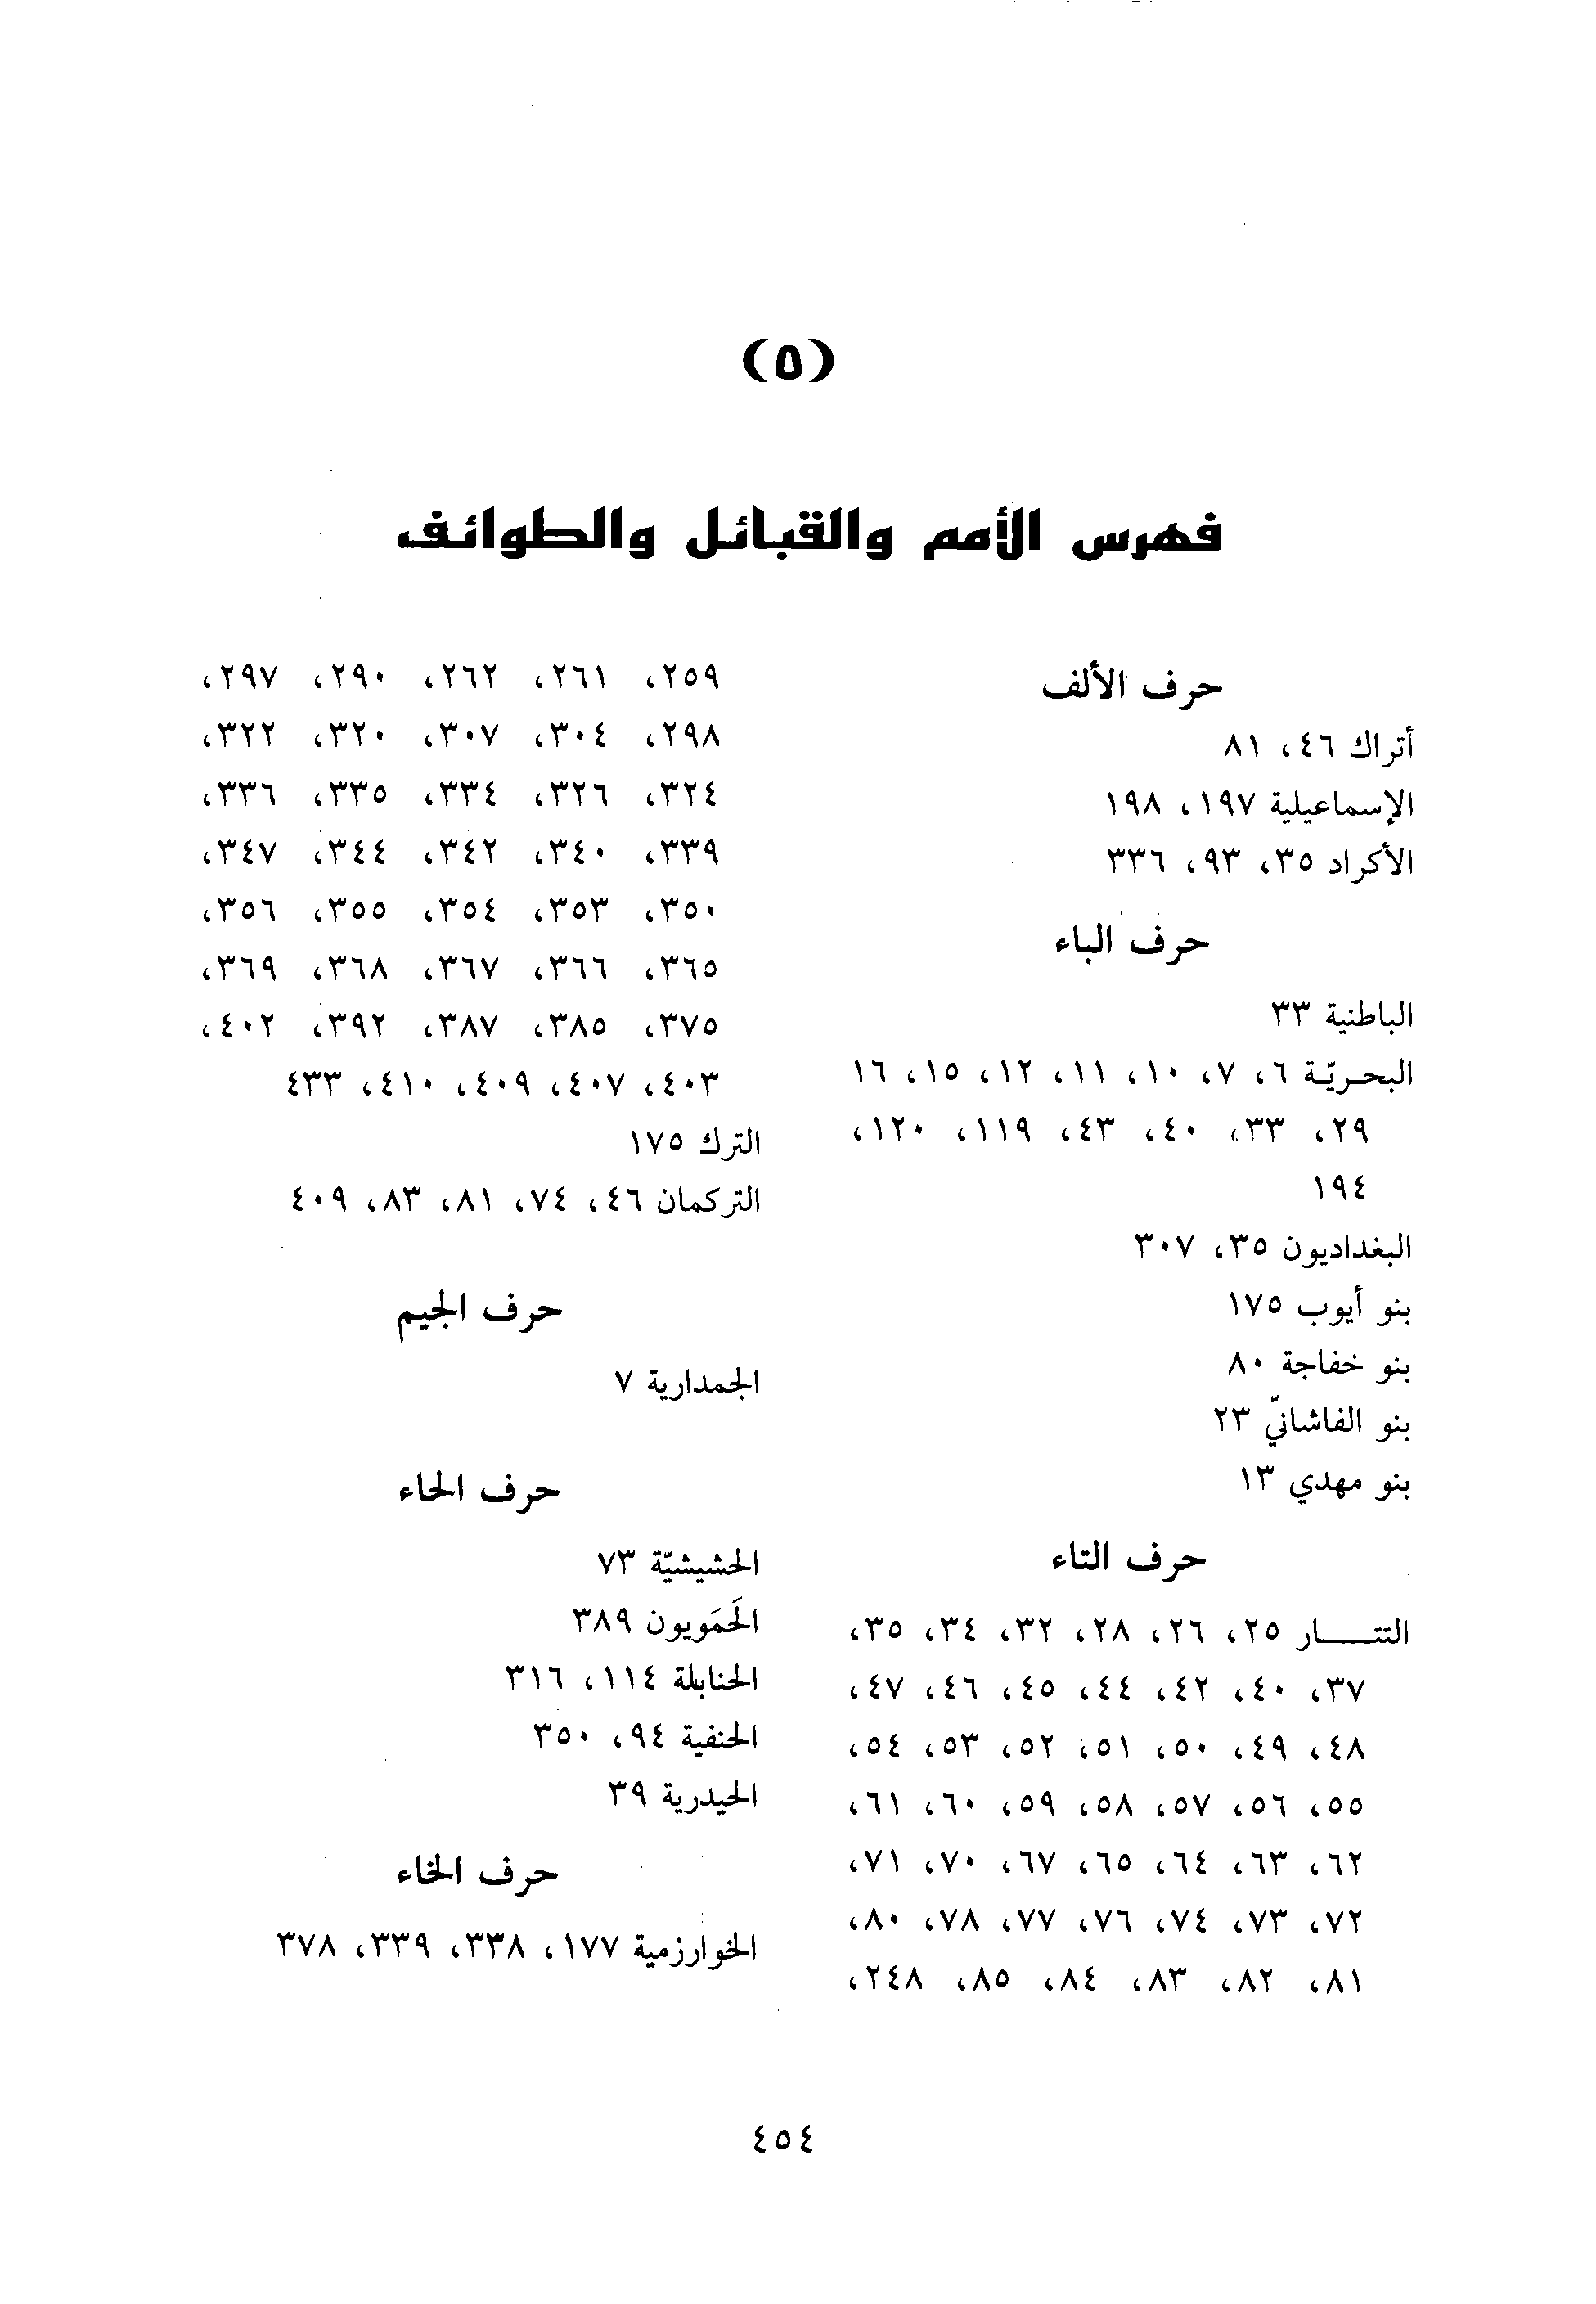 (٥)
فهرس الأمم والقبائل والطوائف
حرف الألف
أتراك ٤٦، ٨١
الإسماعيلية ١٩٧، ١٩٨
الأكراد ٣٥، ٩٣، ٣٣٦
حرف الباء
الباطنية ٣٣
البحريّة ٦، ٧، ١٠، ١١، ١٢، ١٥، ١٦
٢٩، ٣٣، ٤٠، ٤٣، ١١٩، ١٢٠،
١٩٤
البغداديون ٣٥، ٣٠٧
بنو أيوب ١٧٥
بنو خفاجة ٨٠
بنو الفاشانيّ ٢٣
بنو مهدي ١٣
حرف التاء
التتـــار ٢٥، ٢٦، ٢٨، ٣٢، ٣٤، ٣٥،
٣٧، ٤٠، ٤٢، ٤٤، ٤٥، ٤٦، ٤٧،
٤٨، ٤٩، ٥٠، ٥١، ٥٢، ٥٣، ٥٤،
٥٥، ٥٦، ٥٧، ٥٨، ٥٩، ٦٠، ٦١،
٦٢، ٦٣، ٦٤، ٦٥، ٦٧، ٧٠، ٧١،
٧٢، ٧٣، ٧٤، ٧٦، ٧٧، ٧٨، ٨٠،
٨١، ٨٢، ٨٣، ٨٤، ٨٥، ٢٤٨،
٢٥٩، ٢٦١، ٢٦٢، ٢٩٠، ٢٩٧،
٢٩٨، ٣٠٤، ٣٠٧، ٣٢٠، ٣٢٢،
٣٢٤، ٣٢٦، ٣٣٤، ٣٣٥، ٣٣٦،
٣٣٩، ٣٤٠، ٣٤٢، ٣٤٤، ٣٤٧،
٣٥٠، ٣٥٣، ٣٥٤، ٣٥٥، ٣٥٦،
٣٦٥، ٣٦٦، ٣٦٧، ٣٦٨، ٣٦٩،
٣٧٥، ٣٨٥، ٣٨٧، ٣٩٢، ٤٠٢،
٤٠٣، ٤٠٧، ٤٠٩، ٤١٠، ٤٣٣
الترك ١٧٥
التركمان ٤٦، ٧٤، ٨١، ٨٣، ٤٠٩
حرف الجيم
الجمدارية ٧
حرف الحاء
الحشيشيّة ٧٣
الحَمَويون ٣٨٩
الحنابلة ١١٤، ٣١٦
الحنفية ٩٤، ٣٥٠
الحيدرية ٣٩
حرف الخاء
الخوارزمية ١٧٧، ٣٣٨، ٣٣٩، ٣٧٨
٤٥٤